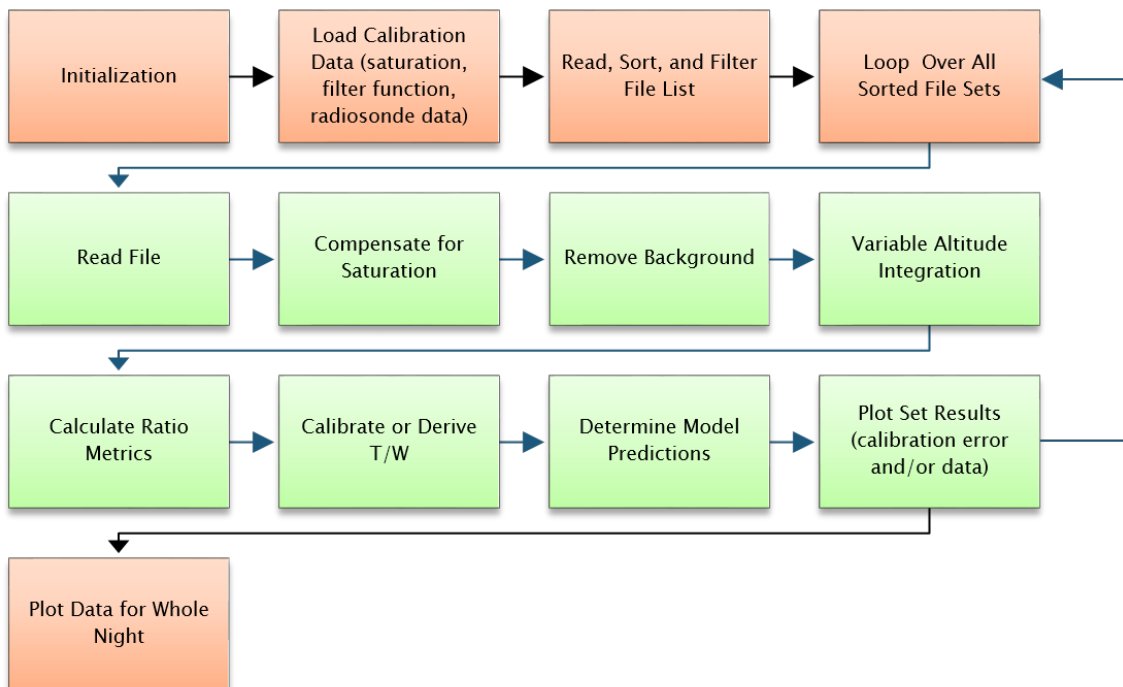 Initialization
Load Calibration
Data (saturation,
filter function,
radiosonde data)
Read, Sort, and Filter
File List
Loop Over All
Sorted File Sets
Read File
Compensate for
Saturation
Remove Background
Variable Altitude
Integration
Calculate Ratio
Metrics
Calibrate or Derive
T/W
Determine Model
Predictions
Plot Set Results
(calibration error
and/or data)
Plot Data for Whole
Night